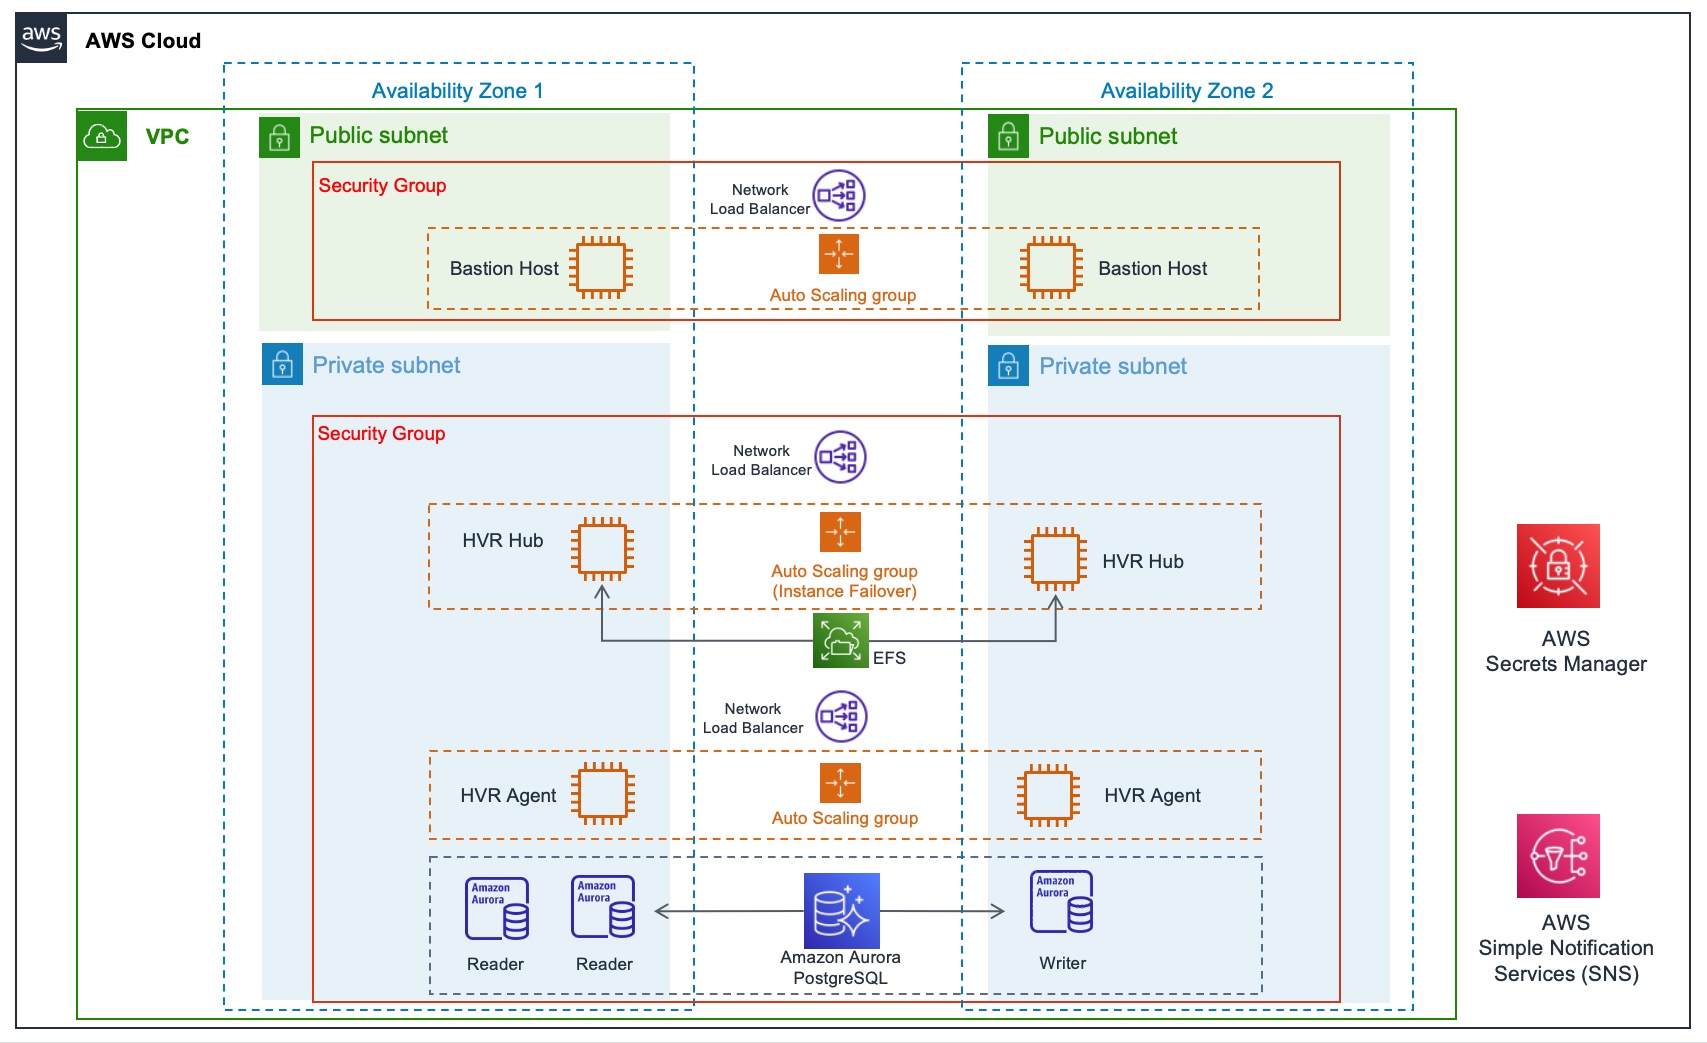 aws
AWS Cloud
Availability Zone 1
Availability Zone 2
VPC
Public subnet
Public subnet
Security Group
Network
Load Balancer
Bastion Host
Bastion Host
Auto Scaling group
Private subnet
Private subnet
Security Group
Network
Load Balancer
HVR Hub
HVR Hub
Auto Scaling group
(Instance Failover)
EFS
AWS
Secrets Manager
Network
Load Balancer
HVR Agent
HVR Agent
Auto Scaling group
Amazon
Aurora
Amazon
Aurora
Amazon
Aurora
Reader
Reader
Amazon Aurora
PostgreSQL
Writer
AWS
Simple Notification
Services (SNS)